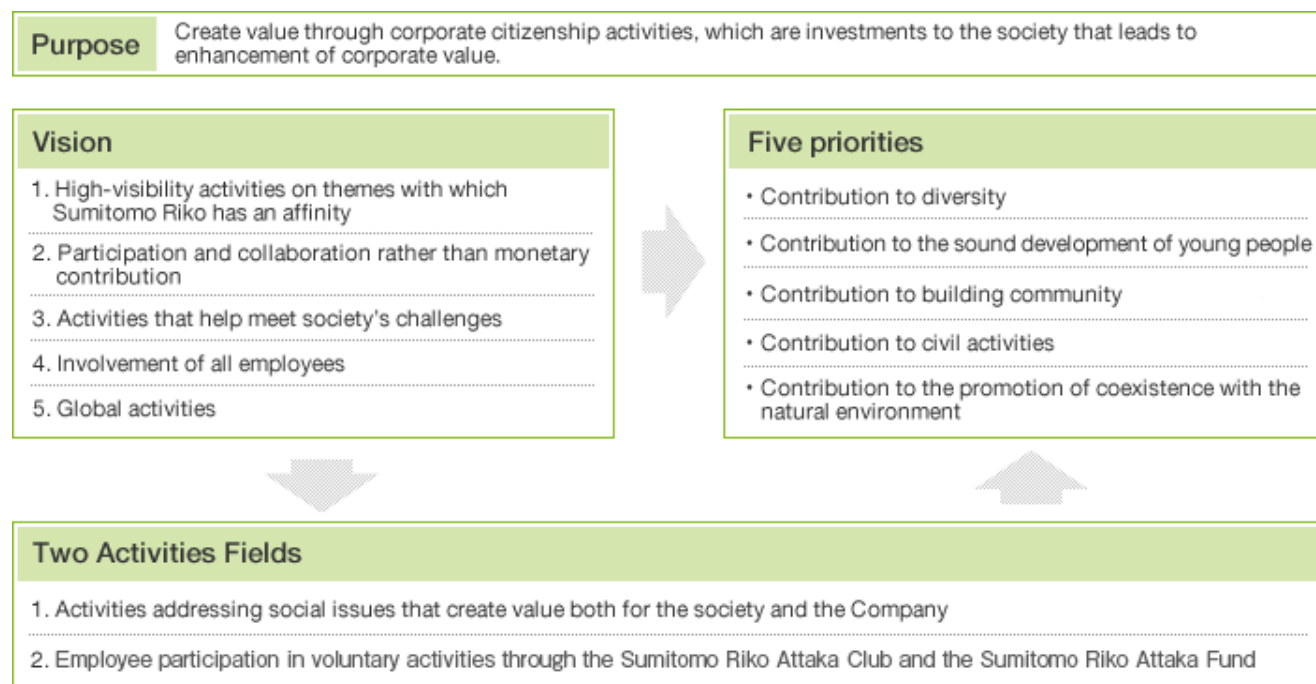 Purpose
Create value through corporate citizenship activities, which are investments to the society that leads to
enhancement of corporate value.
Vision
1. High-visibility activities on themes with which
Sumitomo Riko has an affinity
2. Participation and collaboration rather than monetary
contribution
3. Activities that help meet society's challenges
4. Involvement of all employees
5. Global activities
Five priorities
• Contribution to diversity
• Contribution to the sound development of young people
• Contribution to building community
• Contribution to civil activities
• Contribution to the promotion of coexistence with the
natural environment
Two Activities Fields
1. Activities addressing social issues that create value both for the society and the Company
2. Employee participation in voluntary activities through the Sumitomo Riko Attaka Club and the Sumitomo Riko Attaka Fund